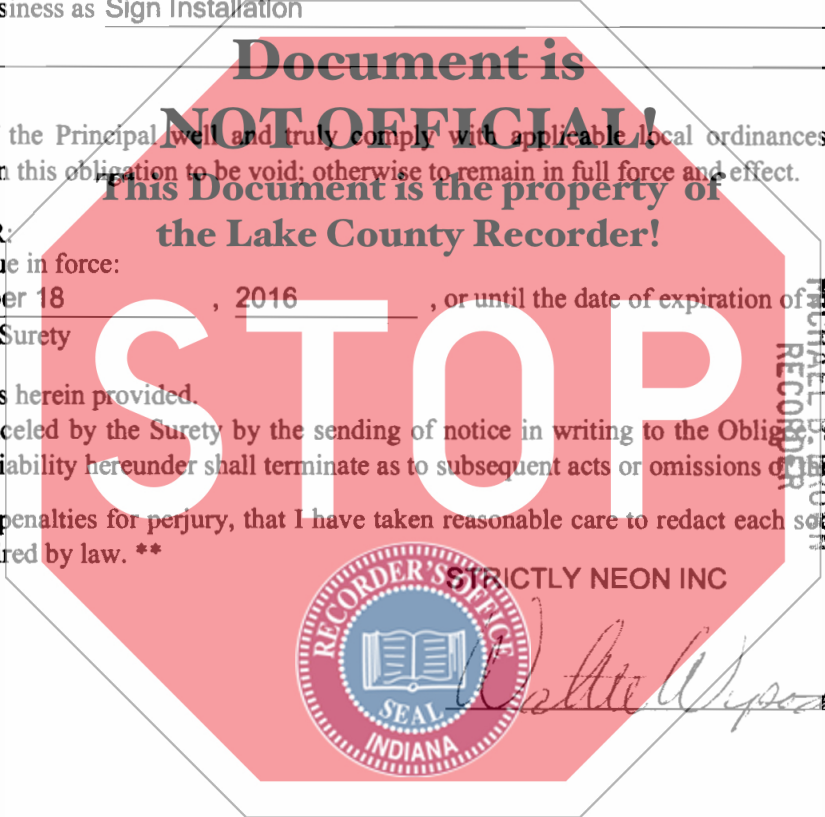 siness as Sign Installation
Document is
NOT OFFICIAL!
the Principal well and truly comply with applicable local ordinances
this obligation to be void; otherwise to remain in full force and effect.
This Document is the property of
the Lake County Recorder!
R:
ue in force:
er 18 , 2016 , or until the date of expiration of
Surety
STOP
s herein provided.
celed by the Surety by the sending of notice in writing to the Oblig
iability hereunder shall terminate as to subsequent acts or omissions of
penalties for perjury, that I have taken reasonable care to redact each
red by law. **
STRICTLY NEON INC
RECORDER'S OFFICE
SEAL
INDIANA
MICHAEL B. BROWN
RECORDER